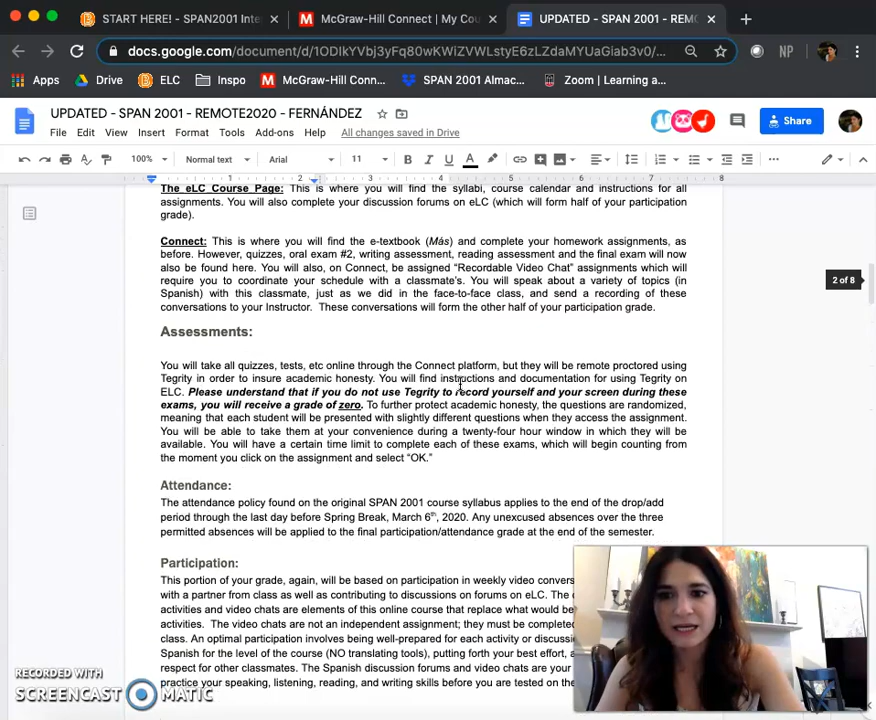 START HERE! - SPAN2001 Inte
McGraw-Hill Connect | My Cou
UPDATED - SPAN 2001 - REMO
docs.google.com/document/d/1ODIkYVbj3yFq80wKWiZVWLstyE6zLZdaMYUaGiab3v0/...
NP
Apps
Drive
ELC
Inspo
McGraw-Hill Conn...
SPAN 2001 Almac...
Zoom | Learning a...
UPDATED - SPAN 2001 - REMOTE2020 - FERNÁNDEZ
File Edit View Insert Format Tools Add-ons Help All changes saved in Drive
Share
100% Normal text Arial 11
1 2 3 4 5 6 7 8
The eLC Course Page: This is where you will find the syllabi, course calendar and instructions for all
assignments. You will also complete your discussion forums on eLC (which will form half of your participation
grade).
Connect: This is where you will find the e-textbook (Más) and complete your homework assignments, as
before. However, quizzes, oral exam #2, writing assessment, reading assessment and the final exam will now
also be found here. You will also, on Connect, be assigned “Recordable Video Chat” assignments which will
require you to coordinate your schedule with a classmate’s. You will speak about a variety of topics (in
Spanish) with this classmate, just as we did in the face-to-face class, and send a recording of these
conversations to your Instructor. These conversations will form the other half of your participation grade.
2 of 8
Assessments:
You will take all quizzes, tests, etc online through the Connect platform, but they will be remote proctored using
Tegrity in order to insure academic honesty. You will find instructions and documentation for using Tegrity on
ELC. Please understand that if you do not use Tegrity to record yourself and your screen during these
exams, you will receive a grade of zero. To further protect academic honesty, the questions are randomized,
meaning that each student will be presented with slightly different questions when they access the assignment.
You will be able to take them at your convenience during a twenty-four hour window in which they will be
available. You will have a certain time limit to complete each of these exams, which will begin counting from
the moment you click on the assignment and select “OK.”
Attendance:
The attendance policy found on the original SPAN 2001 course syllabus applies to the end of the drop/add
period through the last day before Spring Break, March 6th, 2020. Any unexcused absences over the three
permitted absences will be applied to the final participation/attendance grade at the end of the semester.
Participation:
This portion of your grade, again, will be based on participation in weekly video convers
with a partner from class as well as contributing to discussions on forums on eLC. The
activities and video chats are elements of this online course that replace what would be
activities. The video chats are not an independent assignment; they must be completed
class. An optimal participation involves being well-prepared for each activity or discussi
Spanish for the level of the course (NO translating tools), putting forth your best effort,
respect for other classmates. The Spanish discussion forums and video chats are your
practice your speaking, listening, reading, and writing skills before you are tested on the
RECORDED WITH
SCREENCAST MATIC